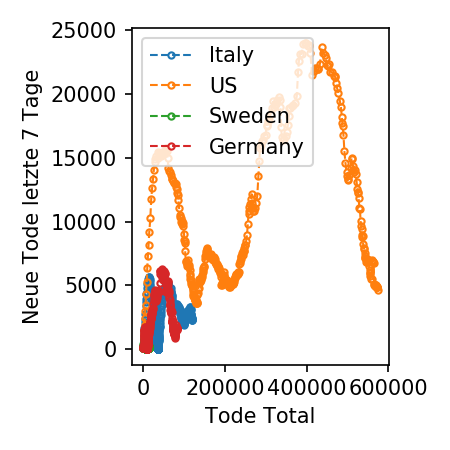 25000
20000
15000
10000
5000
0
Neue Tode letzte 7 Tage
Italy
US
Sweden
Germany
0 200000 400000 600000
Tode Total